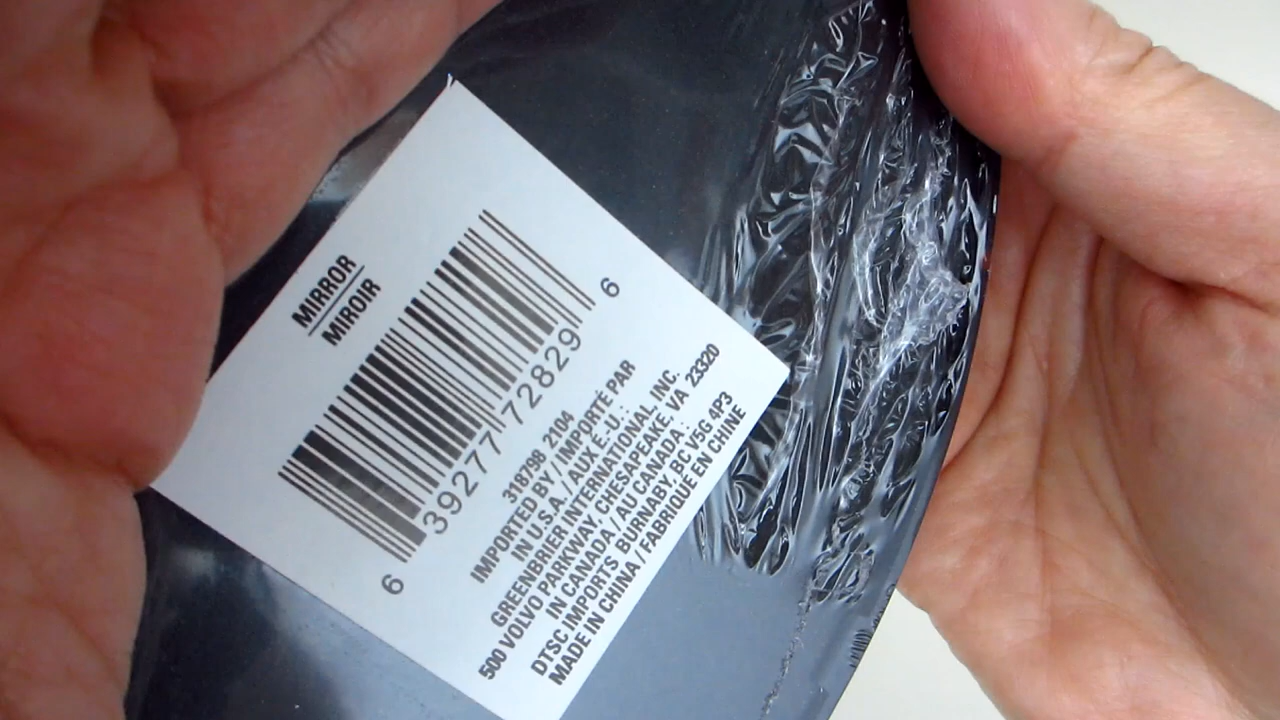 MIRROR
MIROIR
6 39277 72829 6
318798 2104
IMPORTED BY / IMPORTÉ PAR
IN U.S.A. / AUX É.-U. :
GREENBRIER INTERNATIONAL, INC.
500 VOLVO PARKWAY, CHESAPEAKE, VA 23320
IN CANADA / AU CANADA :
DTSC IMPORTS, BURNABY, BC V5G 4P3
MADE IN CHINA / FABRIQUÉ EN CHINE